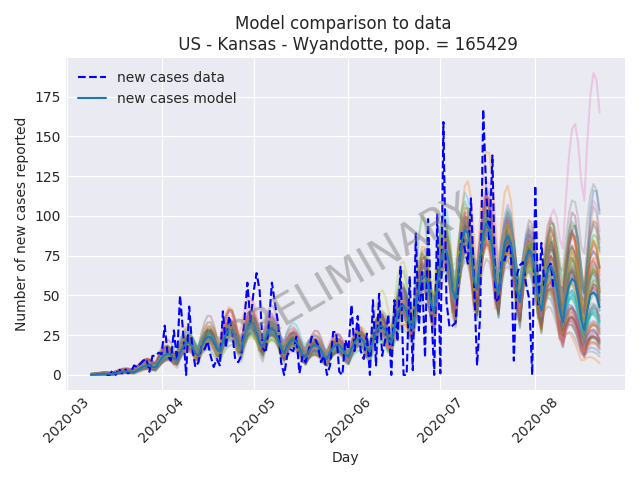 Model comparison to data
US - Kansas - Wyandotte, pop. = 165429
new cases data
new cases model
Number of new cases reported
175
150
125
100
75
50
25
0
PRELIMINARY
2020-03
2020-04
2020-05
2020-06
2020-07
2020-08
Day